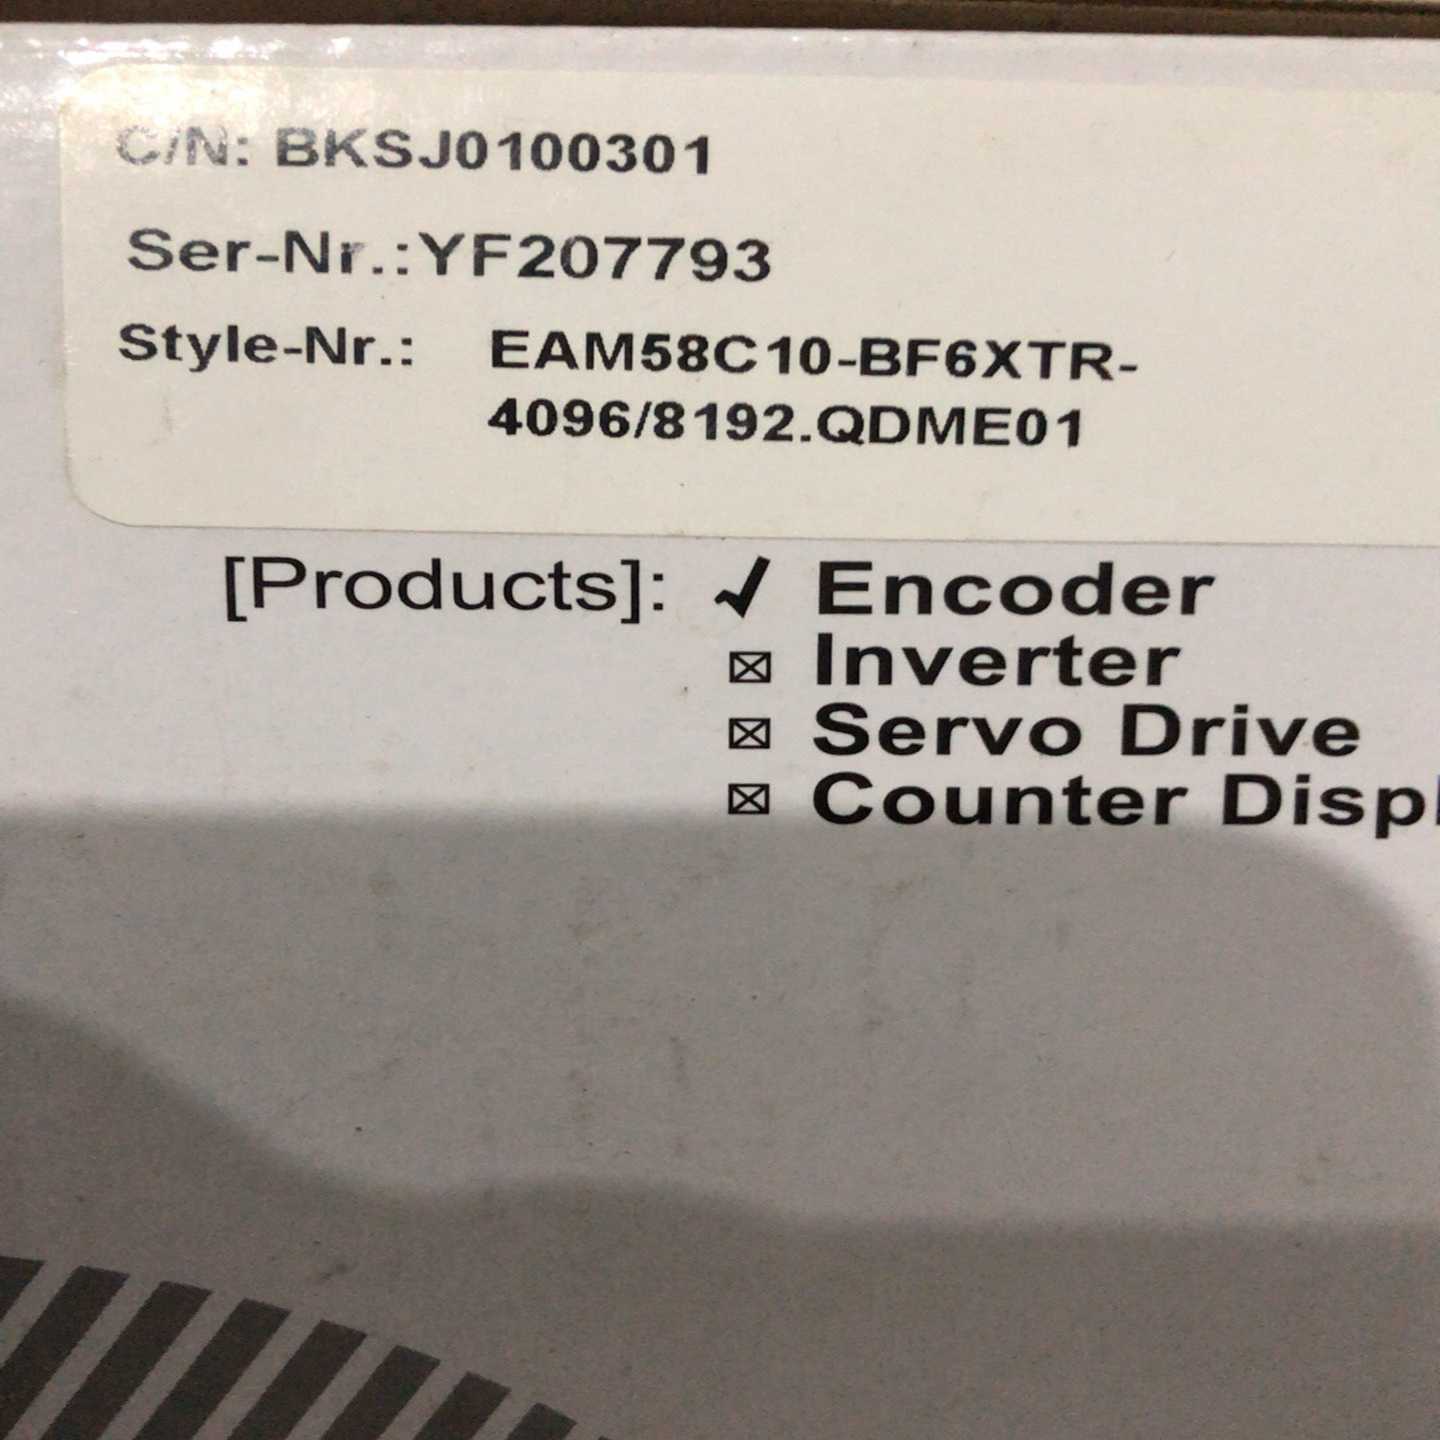 C/N: BKSJ0100301
Ser-Nr.:YF207793
Style-Nr.: EAM58C10-BF6XTR-
4096/8192.QDME01
[Products]: ✓ Encoder
☒ Inverter
☒ Servo Drive
☒ Counter Displ